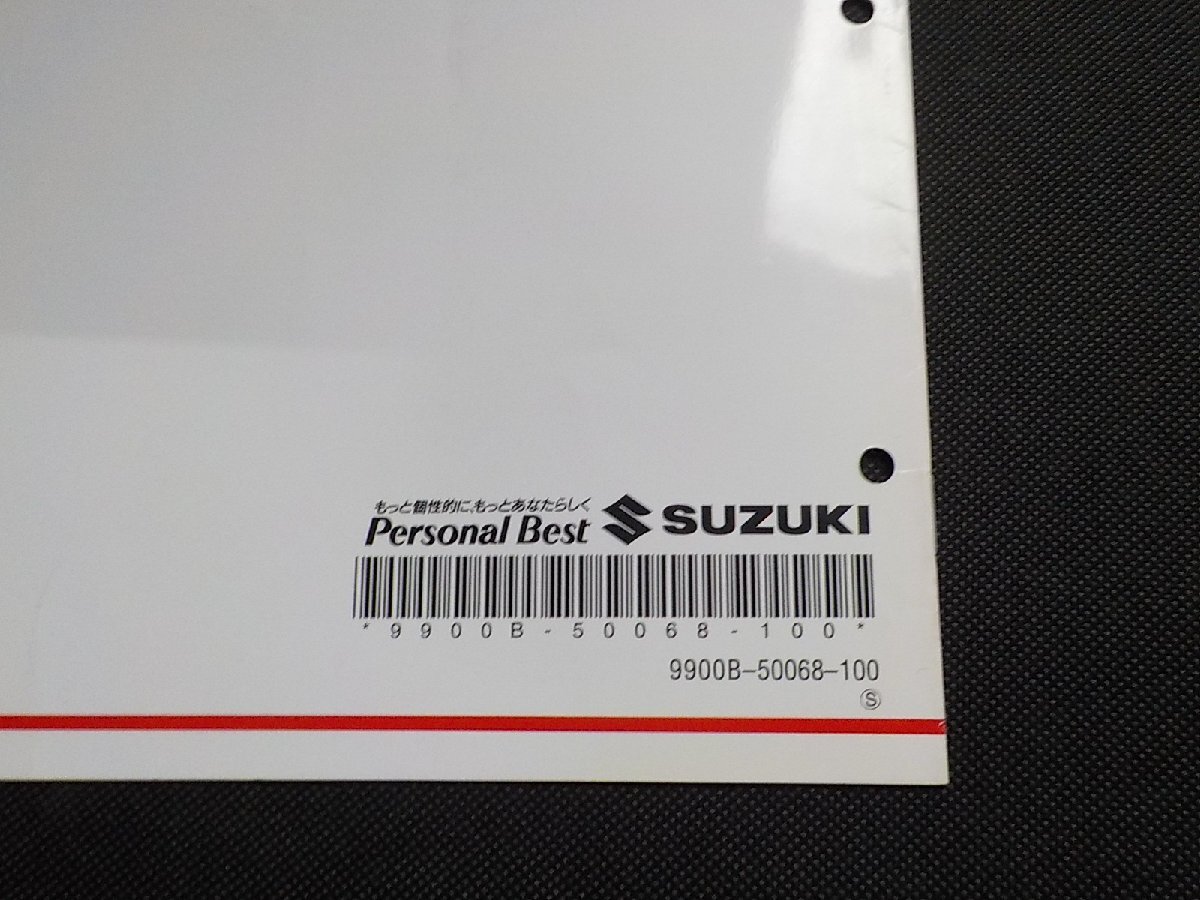 もっと個性的に、もっとあなたらしく
Personal Best SUZUKI
*9900B-50068-100*
9900B-50068-100
Ⓢ